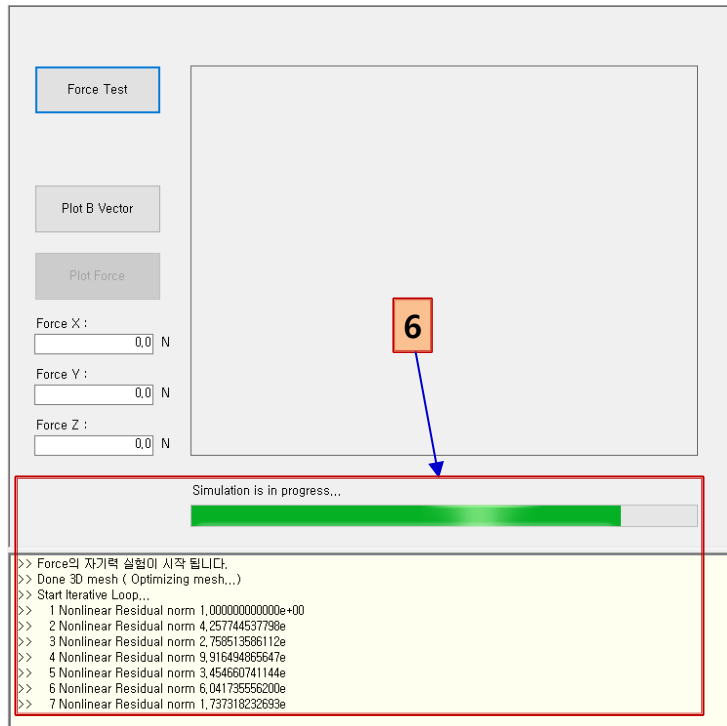 Force Test
Plot B Vector
Plot Force
6
Force X :
0,0 N
Force Y :
0,0 N
Force Z :
0,0 N
Simulation is in progress,,,
>> Force의 자기력 실험이 시작 됩니다.
>> Done 3D mesh ( Optimizing mesh,,,)
>> Start Iterative Loop,,,
>> 1 Nonlinear Residual norm 1,000000000000e+00
>> 2 Nonlinear Residual norm 4,257744537798e
>> 3 Nonlinear Residual norm 2,758513586112e
>> 4 Nonlinear Residual norm 9,916494865647e
>> 5 Nonlinear Residual norm 3,454660741144e
>> 6 Nonlinear Residual norm 6,041735556200e
>> 7 Nonlinear Residual norm 1,737318232693e